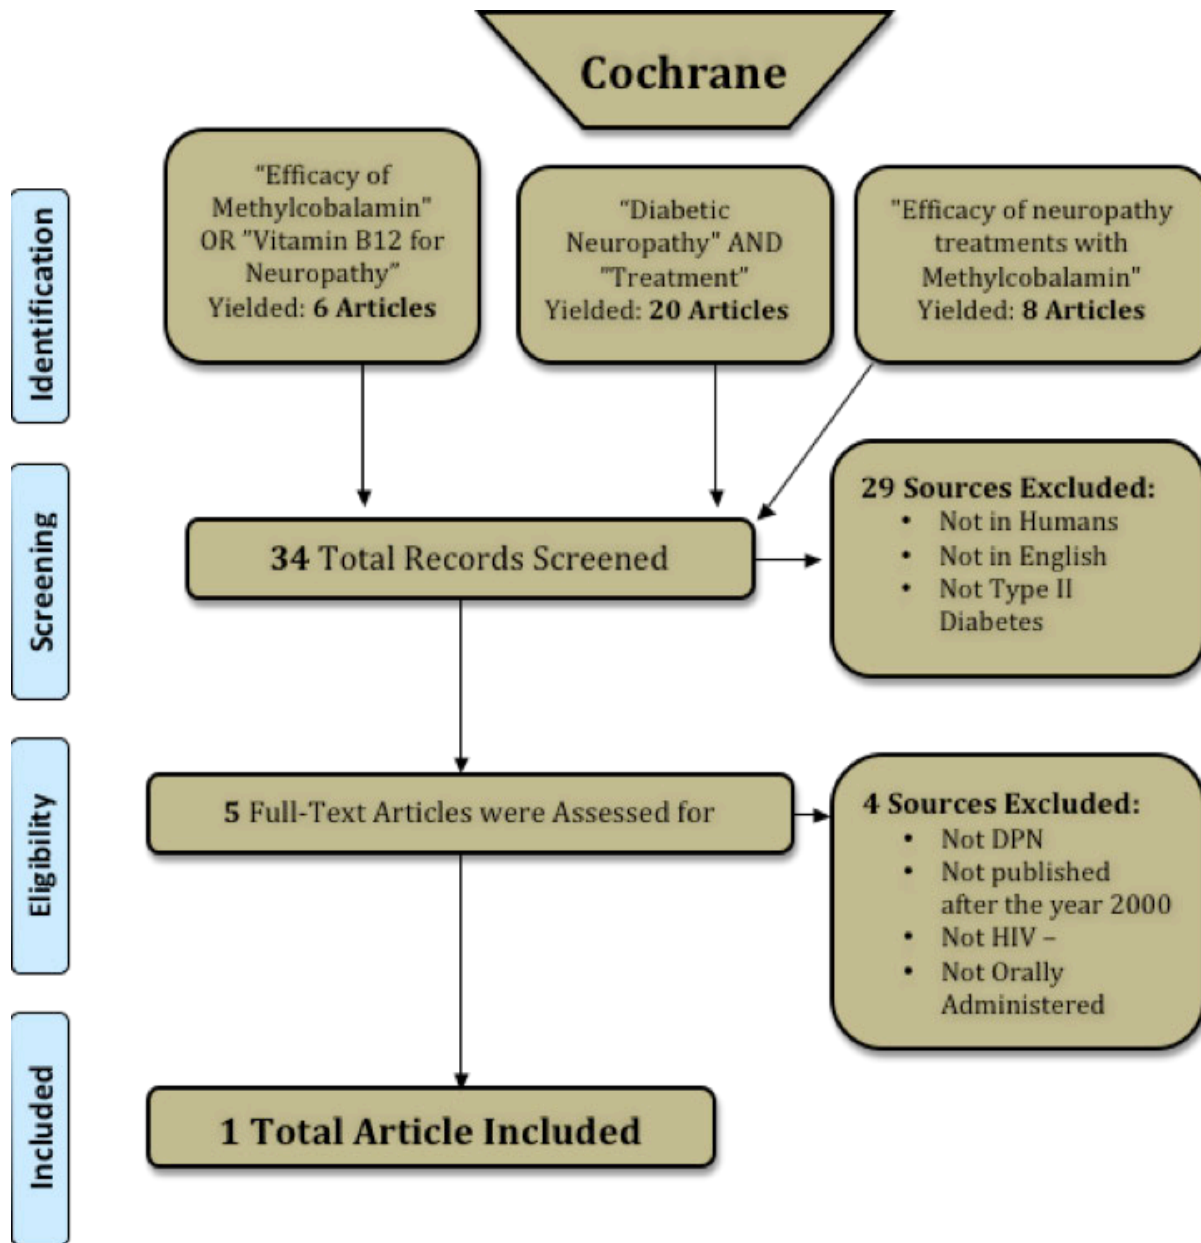 Cochrane
Identification
“Efficacy of
Methylcobalamin"
OR "Vitamin B12 for
Neuropathy”
Yielded: 6 Articles
“Diabetic
Neuropathy" AND
"Treatment”
Yielded: 20 Articles
"Efficacy of neuropathy
treatments with
Methylcobalamin"
Yielded: 8 Articles
Screening
34 Total Records Screened
29 Sources Excluded:
• Not in Humans
• Not in English
• Not Type II
Diabetes
Eligibility
5 Full-Text Articles were Assessed for
4 Sources Excluded:
• Not DPN
• Not published
after the year 2000
• Not HIV –
• Not Orally
Administered
Included
1 Total Article Included